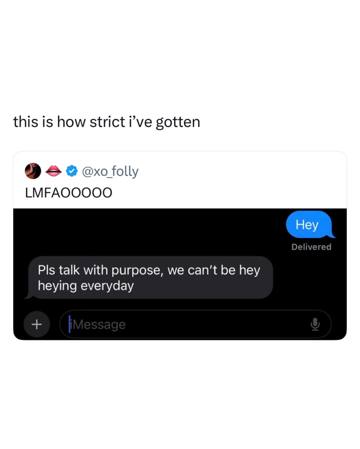 this is how strict i’ve gotten
@xo_folly
LMFAOOOOO
Hey
Delivered
Pls talk with purpose, we can’t be hey
heying everyday
iMessage